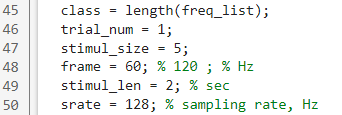 45 class = length(freq_list);
46 trial_num = 1;
47 stimul_size = 5;
48 frame = 60; % 120 ; % Hz
49 stimul_len = 2; % sec
50 srate = 128; % sampling rate, Hz